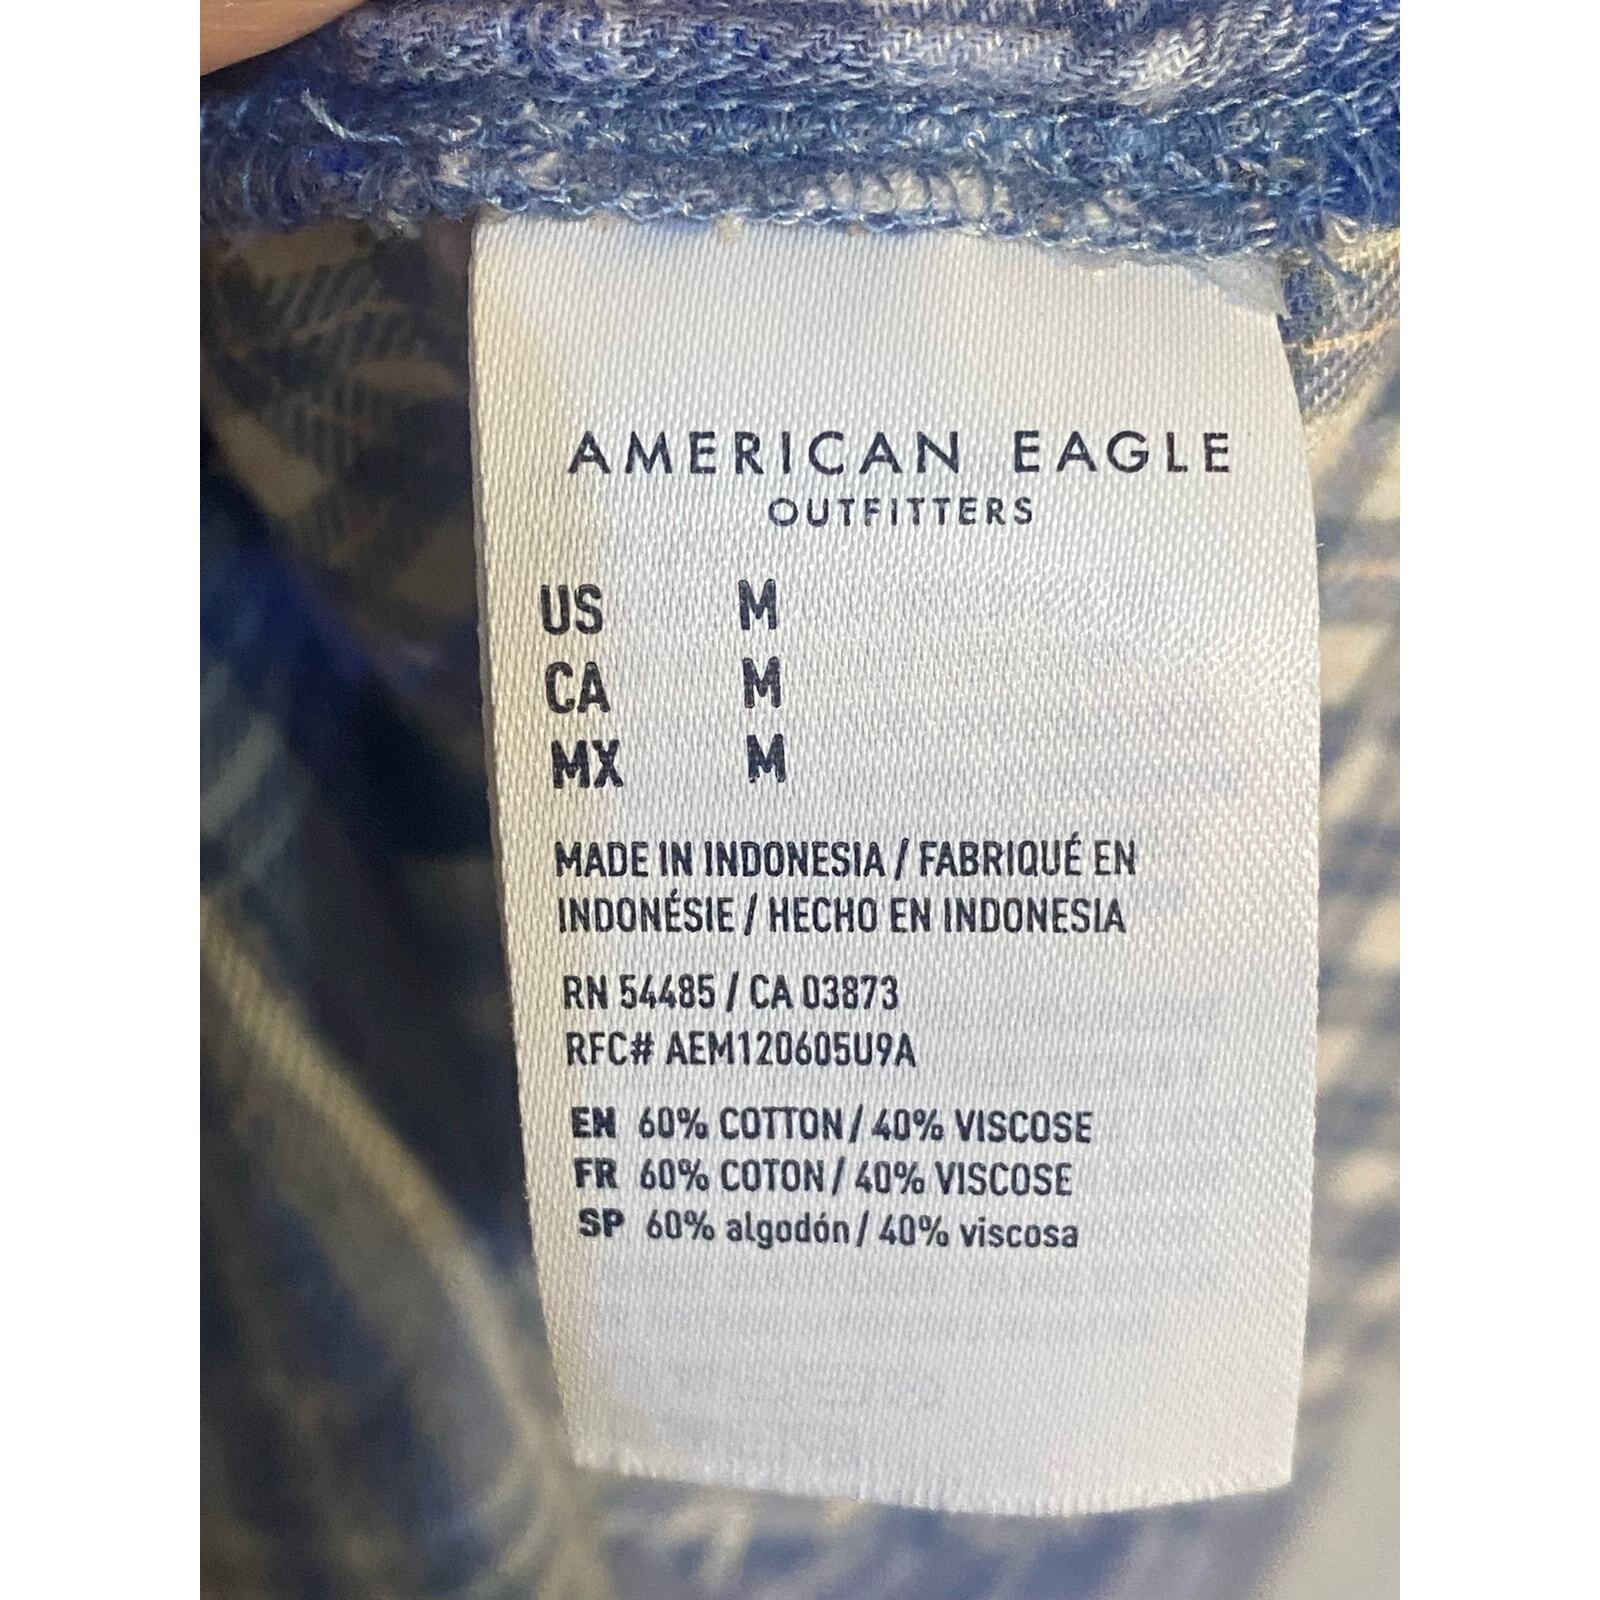 AMERICAN EAGLE
OUTFITTERS
US M
CA M
MX M
MADE IN INDONESIA / FABRIQUÉ EN
INDONÉSIE / HECHO EN INDONESIA
RN 54485 / CA 03873
RFC# AEM120605U9A
EN 60% COTTON / 40% VISCOSE
FR 60% COTON / 40% VISCOSE
SP 60% algodón / 40% viscosa